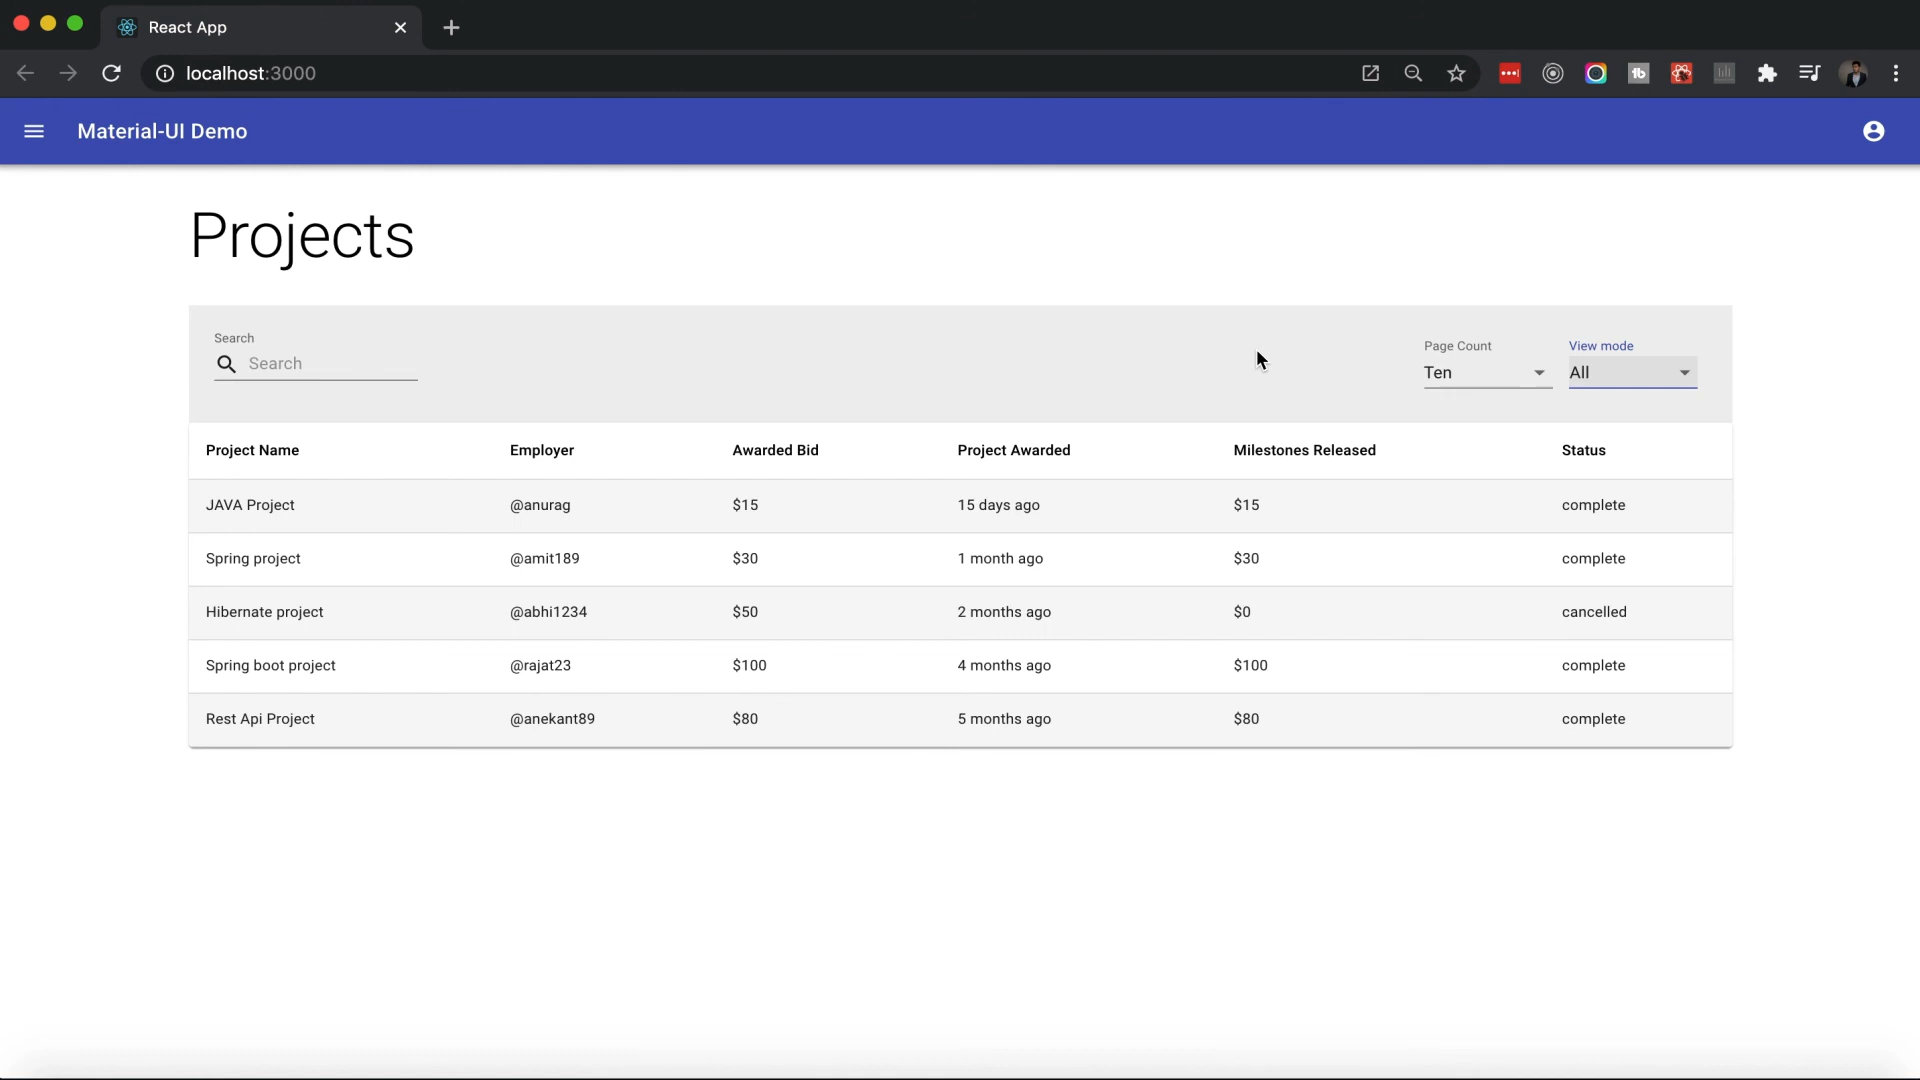 React App
localhost:3000
Material-UI Demo
Projects
Search
Search
Page Count
Ten
View mode
All
Project Name Employer Awarded Bid Project Awarded Milestones Released Status
JAVA Project @anurag $15 15 days ago $15 complete
Spring project @amit189 $30 1 month ago $30 complete
Hibernate project @abhi1234 $50 2 months ago $0 cancelled
Spring boot project @rajat23 $100 4 months ago $100 complete
Rest Api Project @anekant89 $80 5 months ago $80 complete